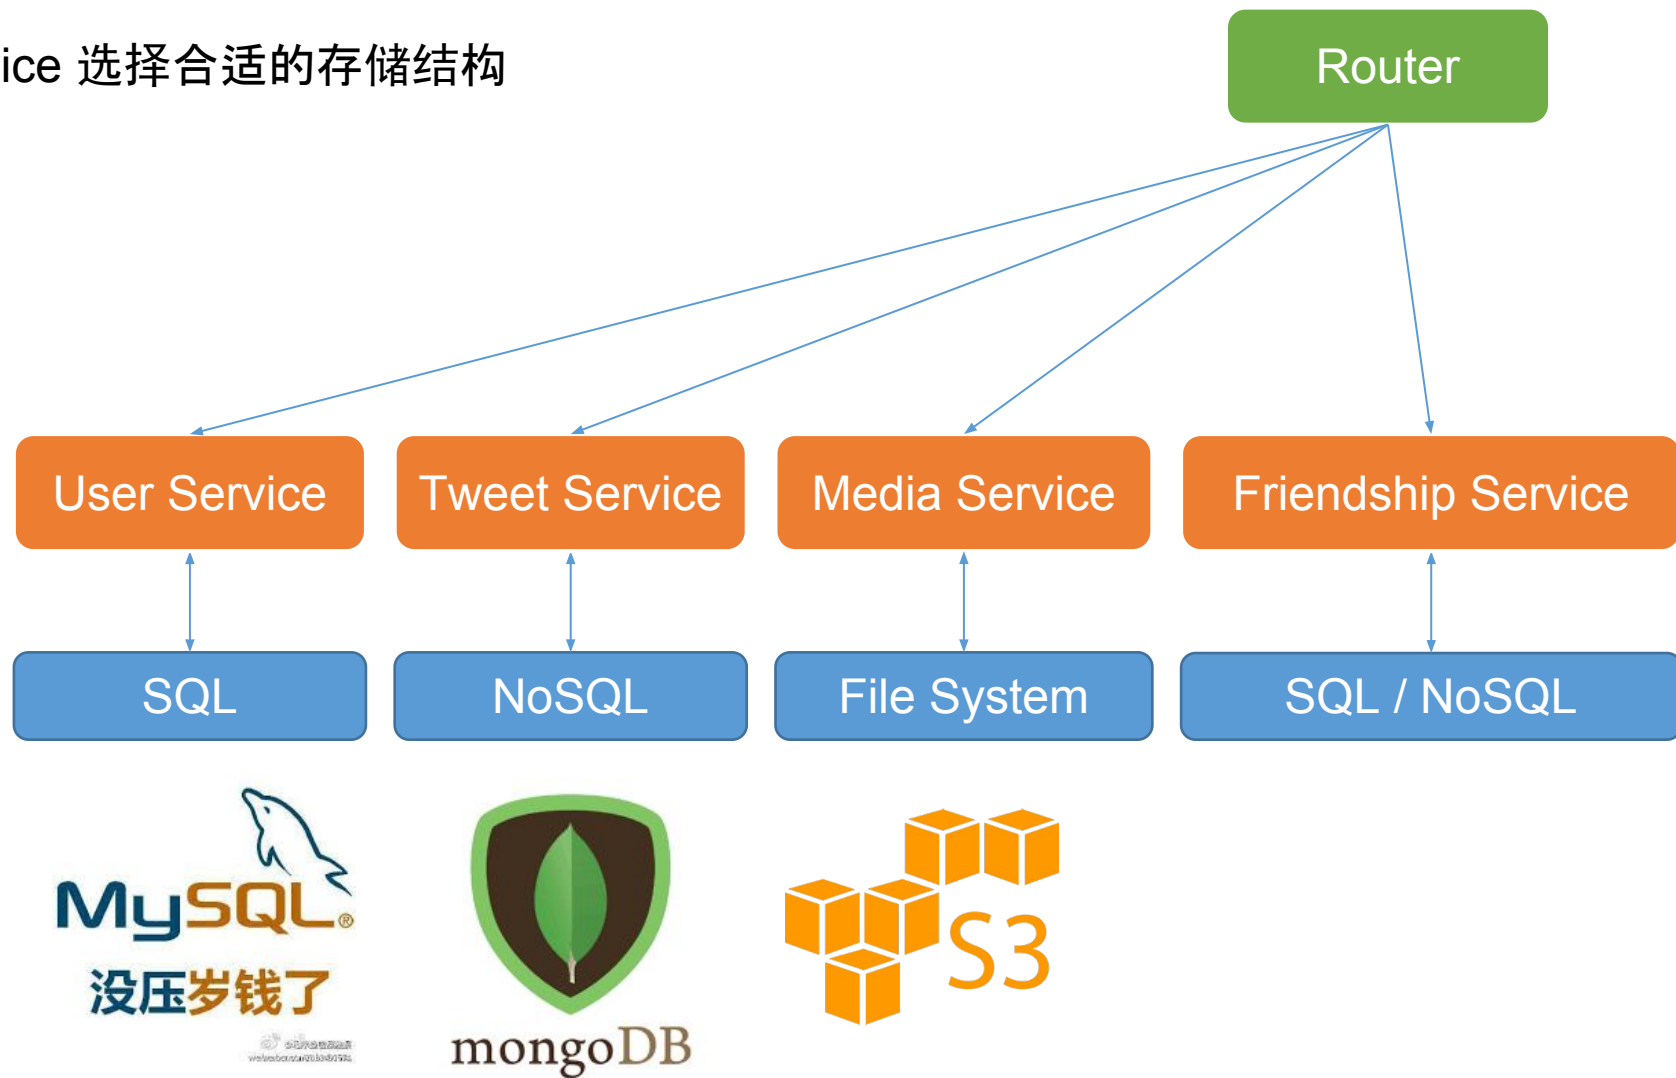 ice 选择合适的存储结构
Router
User Service
Tweet Service
Media Service
Friendship Service
SQL
NoSQL
File System
SQL / NoSQL
MySQL®
没压岁钱了
mongoDB
S3